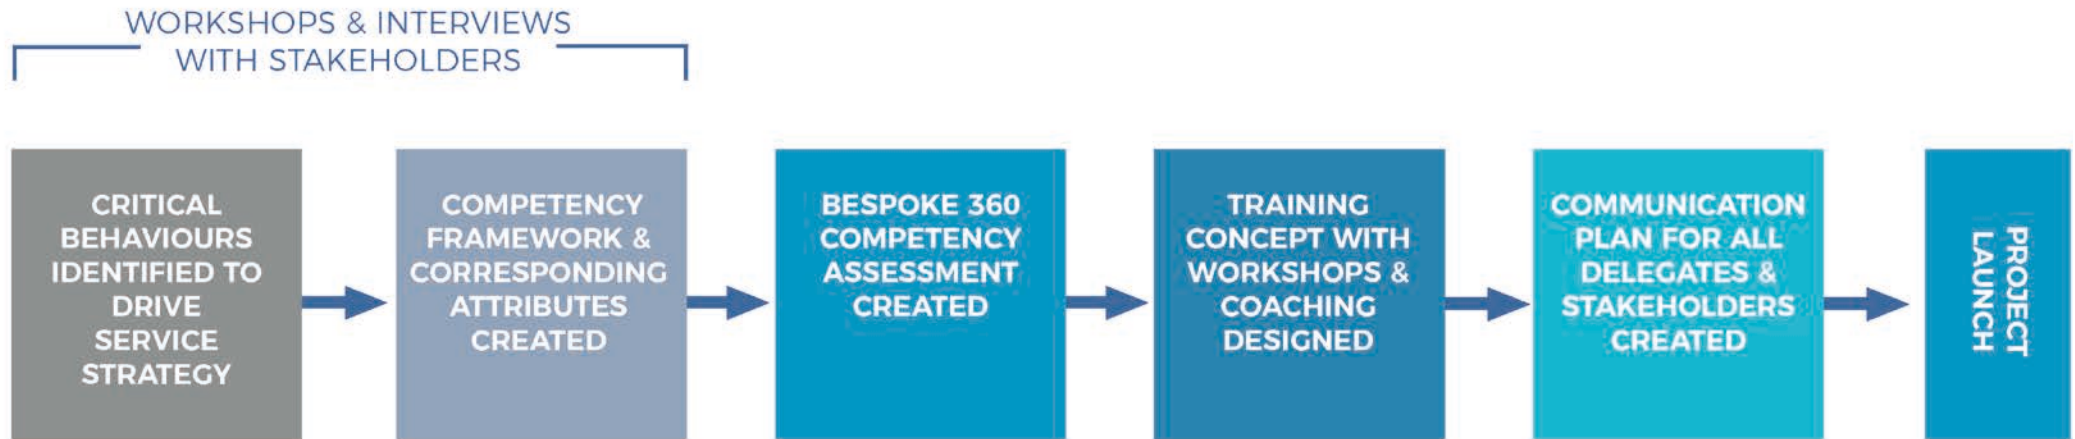 WORKSHOPS & INTERVIEWS
WITH STAKEHOLDERS
CRITICAL
BEHAVIOURS
IDENTIFIED TO
DRIVE
SERVICE
STRATEGY
COMPETENCY
FRAMEWORK &
CORRESPONDING
ATTRIBUTES
CREATED
BESPOKE 360
COMPETENCY
ASSESSMENT
CREATED
TRAINING
CONCEPT WITH
WORKSHOPS &
COACHING
DESIGNED
COMMUNICATION
PLAN FOR ALL
DELEGATES &
STAKEHOLDERS
CREATED
PROJECT
LAUNCH